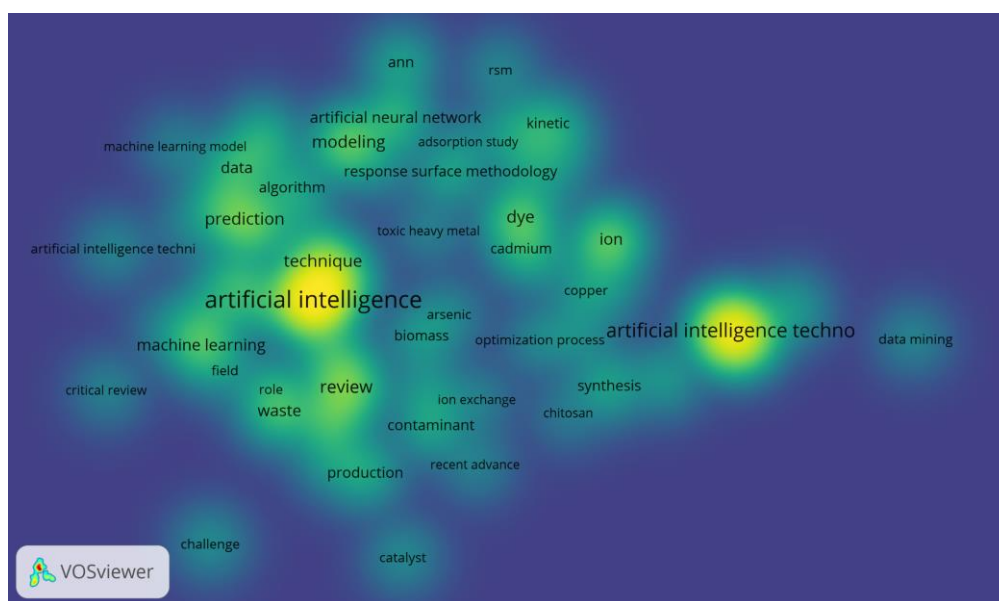 ann
rsm
artificial neural network
kinetic
modeling
adsorption study
machine learning model
data
response surface methodology
algorithm
prediction
dye
toxic heavy metal
ion
artificial intelligence techni
cadmium
technique
copper
artificial intelligence
arsenic
artificial intelligence techno
biomass
optimization process
data mining
machine learning
field
critical review
role
review
synthesis
ion exchange
waste
chitosan
contaminant
production
recent advance
challenge
catalyst
VOSviewer